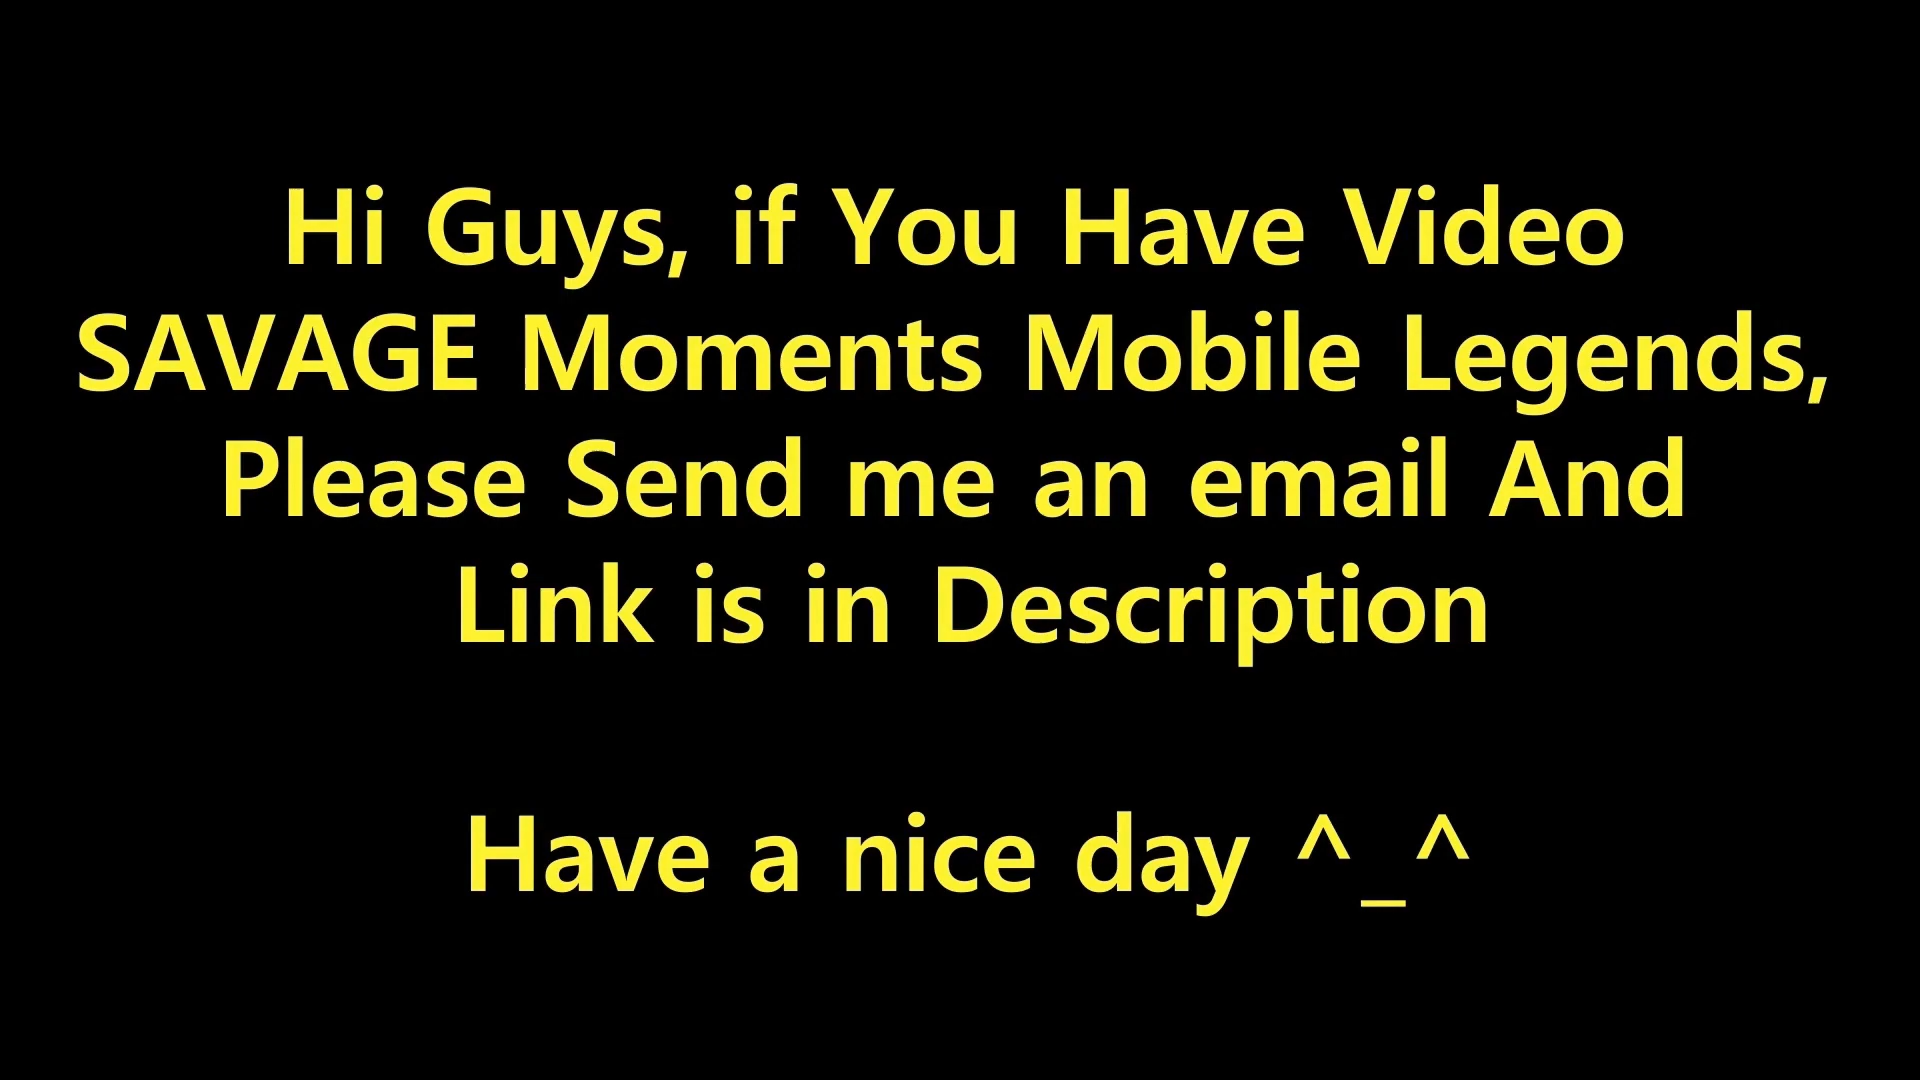 Hi Guys, if You Have Video
SAVAGE Moments Mobile Legends,
Please Send me an email And
Link is in Description
Have a nice day ^_^